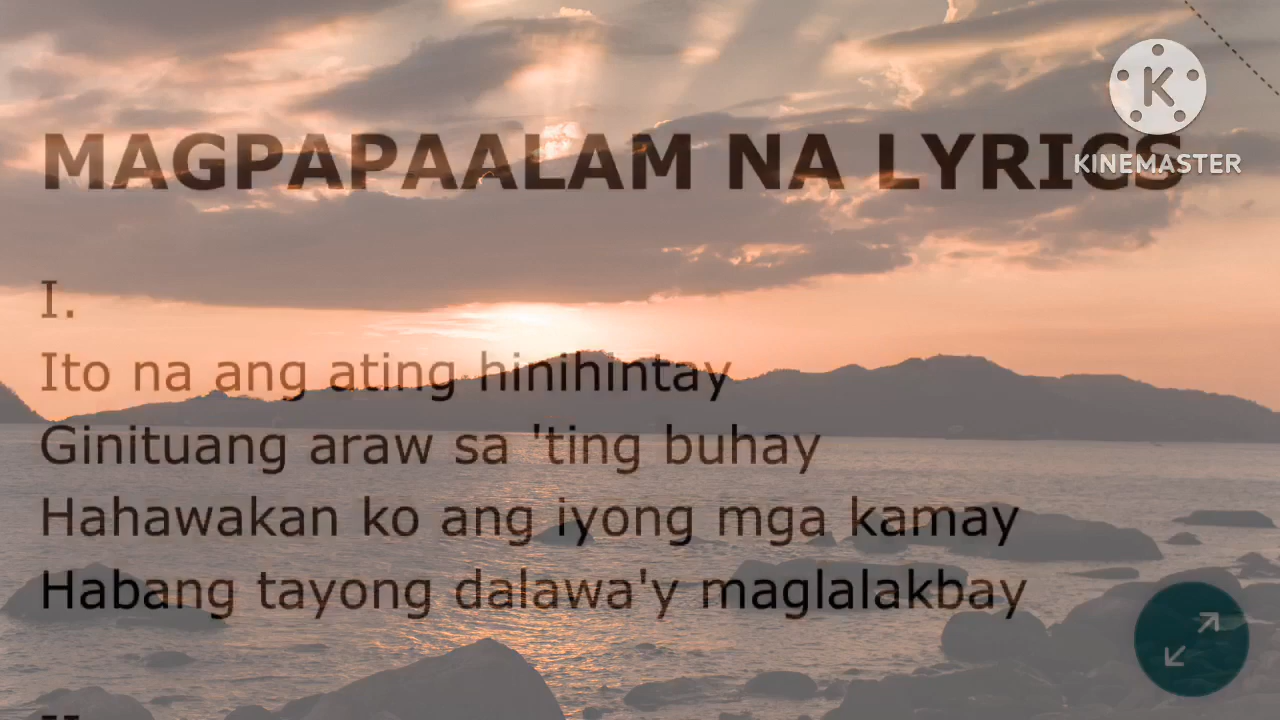 MAGPAPAALAM NA LYRICS
KINEMASTER
I.
Ito na ang ating hinihintay
Ginituang araw sa 'ting buhay
Hahawakan ko ang iyong mga kamay
Habang tayong dalawa'y maglalakbay